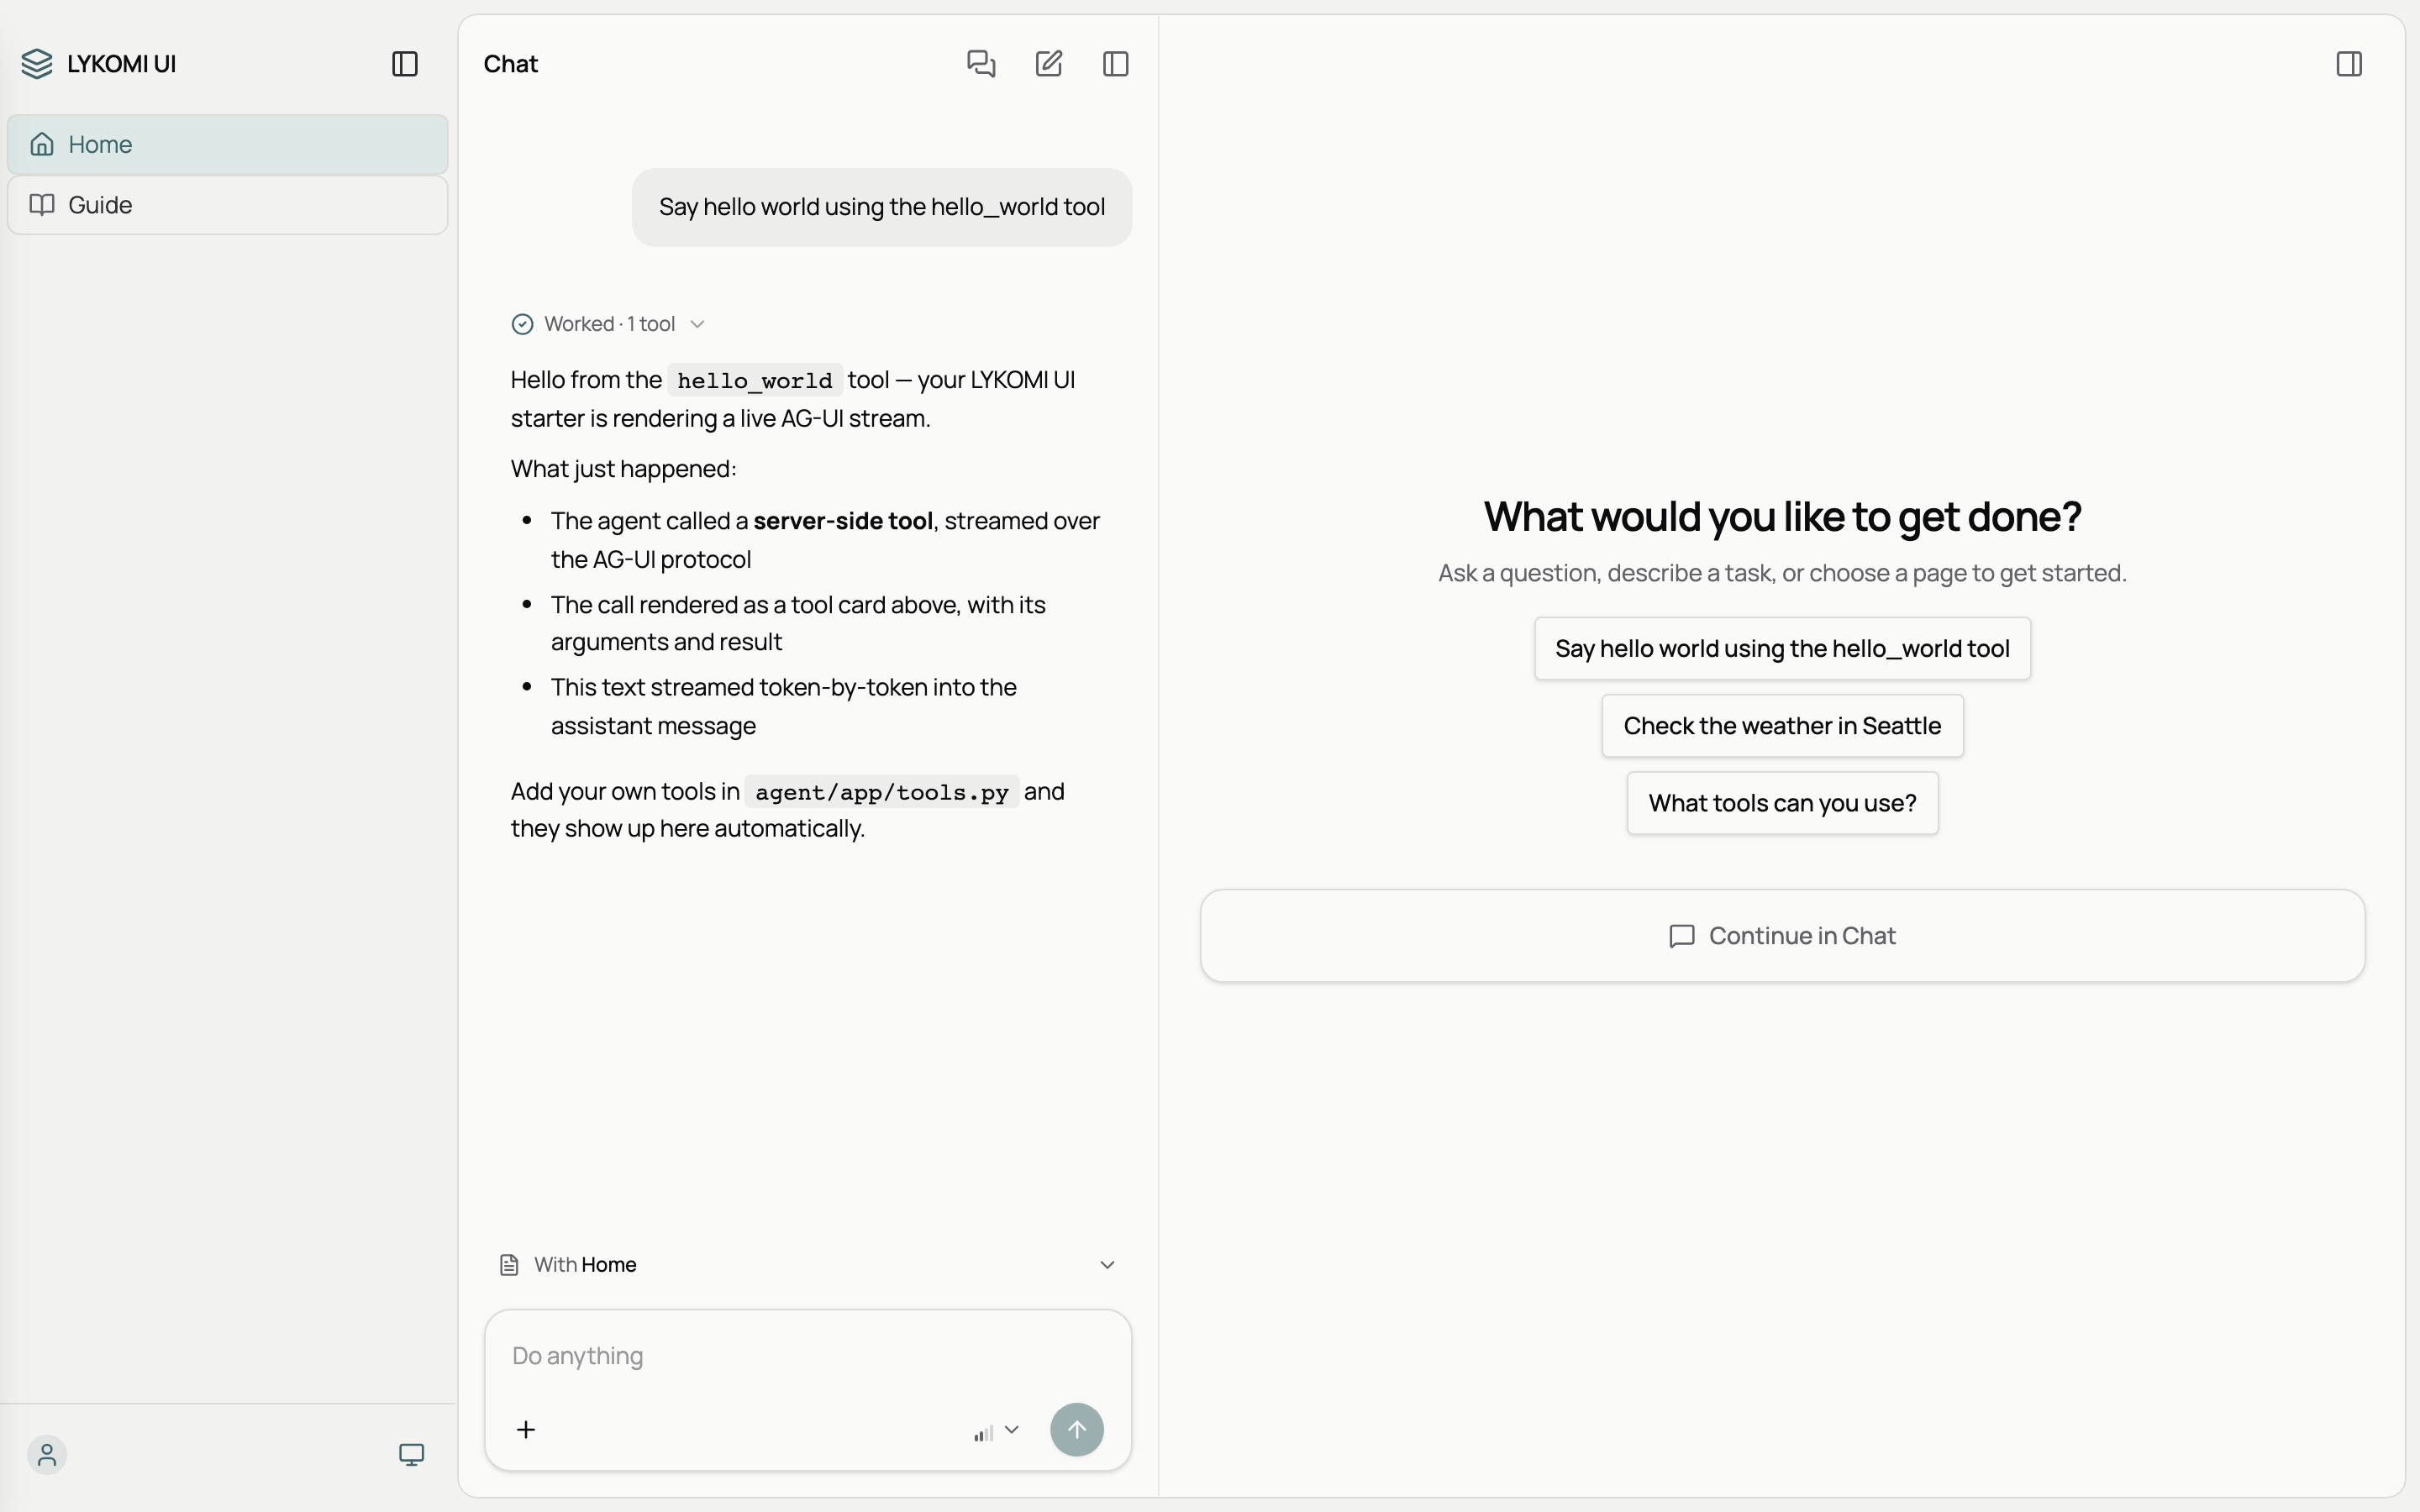 LYKOMI UI
Home
Guide
Chat
Say hello world using the hello_world tool
Worked · 1 tool
Hello from the hello_world tool — your LYKOMI UI
starter is rendering a live AG-UI stream.
What just happened:
• The agent called a server-side tool, streamed over
the AG-UI protocol
• The call rendered as a tool card above, with its
arguments and result
• This text streamed token-by-token into the
assistant message
Add your own tools in agent/app/tools.py and
they show up here automatically.
With Home
Do anything
What would you like to get done?
Ask a question, describe a task, or choose a page to get started.
Say hello world using the hello_world tool
Check the weather in Seattle
What tools can you use?
Continue in Chat